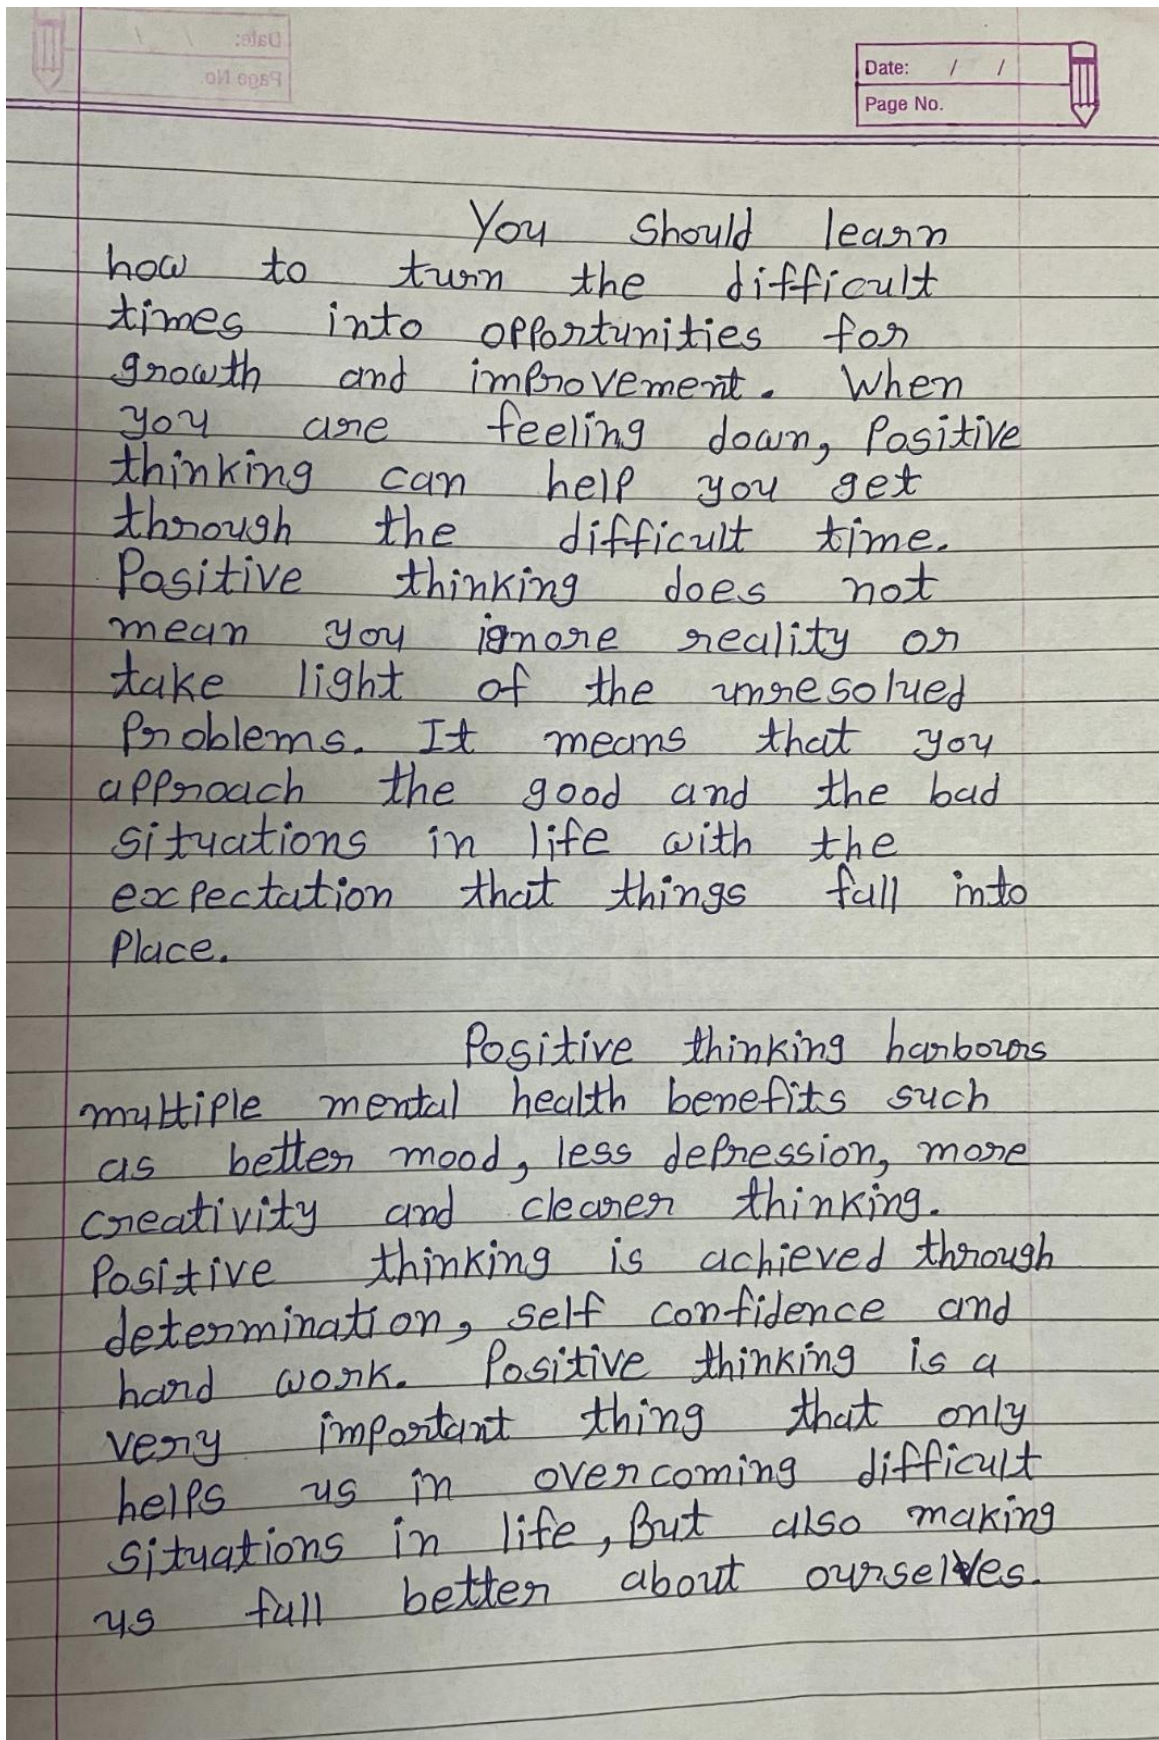 Date: / /
Page No.
You should learn
how to turn the difficult
times into opportunities for
growth and improvement. When
you are feeling down, Positive
thinking can help you get
through the difficult time.
Positive thinking does not
mean you ignore reality or
take light of the unresolued
Problems. It means that you
approach the good and the bad
situations in life with the
expectation that things fall into
Place.
Positive thinking harbours
multiple mental health benefits such
as better mood, less depression, more
creativity and clearer thinking.
Positive thinking is achieved through
determination, self confidence and
hard work. Positive thinking is a
very important thing that only
helps us in overcoming difficult
situations in life, But also making
us fall better about ourselves.